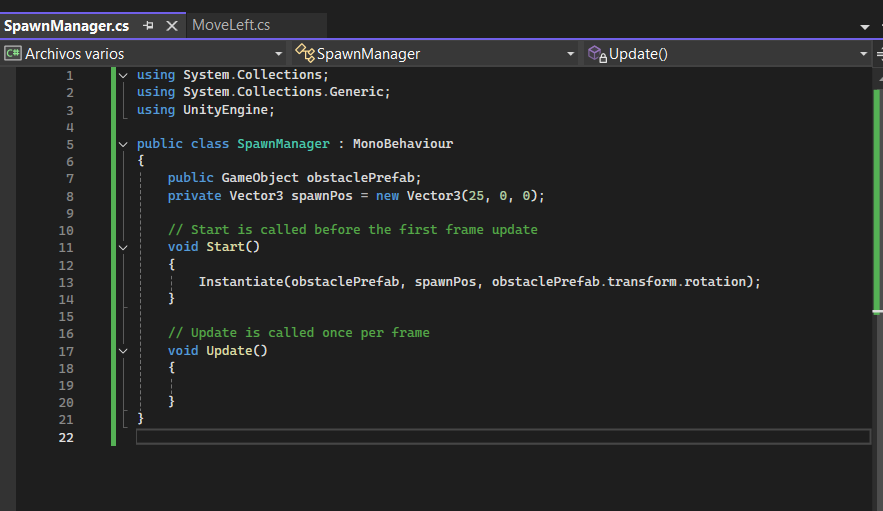 SpawnManager.cs MoveLeft.cs
C# Archivos varios SpawnManager Update()
1 using System.Collections;
2 using System.Collections.Generic;
3 using UnityEngine;
4
5 public class SpawnManager : MonoBehaviour
6 {
7 public GameObject obstaclePrefab;
8 private Vector3 spawnPos = new Vector3(25, 0, 0);
9
10 // Start is called before the first frame update
11 void Start()
12 {
13 Instantiate(obstaclePrefab, spawnPos, obstaclePrefab.transform.rotation);
14 }
15
16 // Update is called once per frame
17 void Update()
18 {
19
20 }
21 }
22